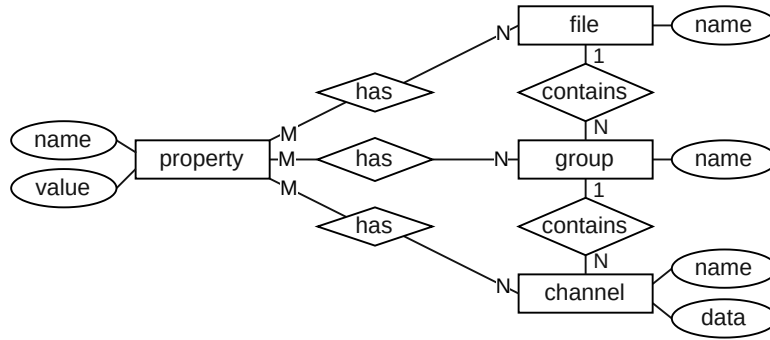 file
name
N
1
has
contains
M
N
name
property
M
has
N
group
name
value
M
1
has
contains
N
name
N
channel
data